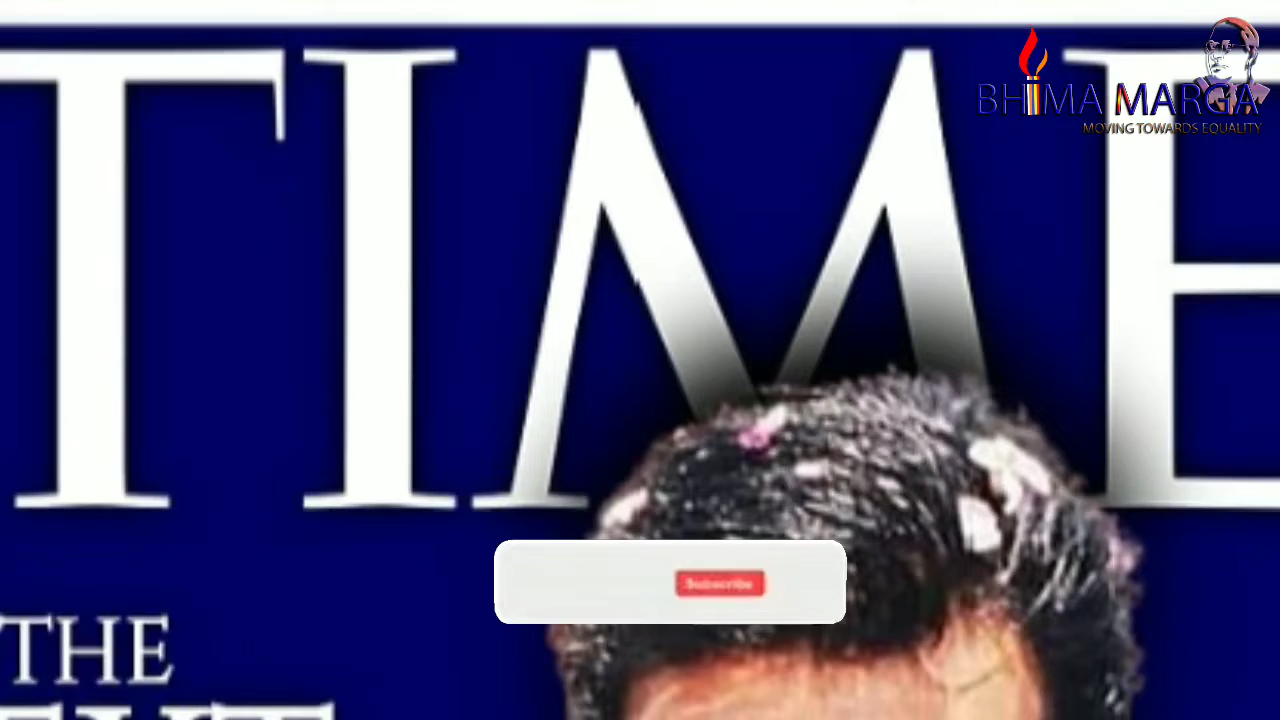 TIME
BHIMA MARGA
MOVING TOWARDS EQUALITY
Subscribe
THE